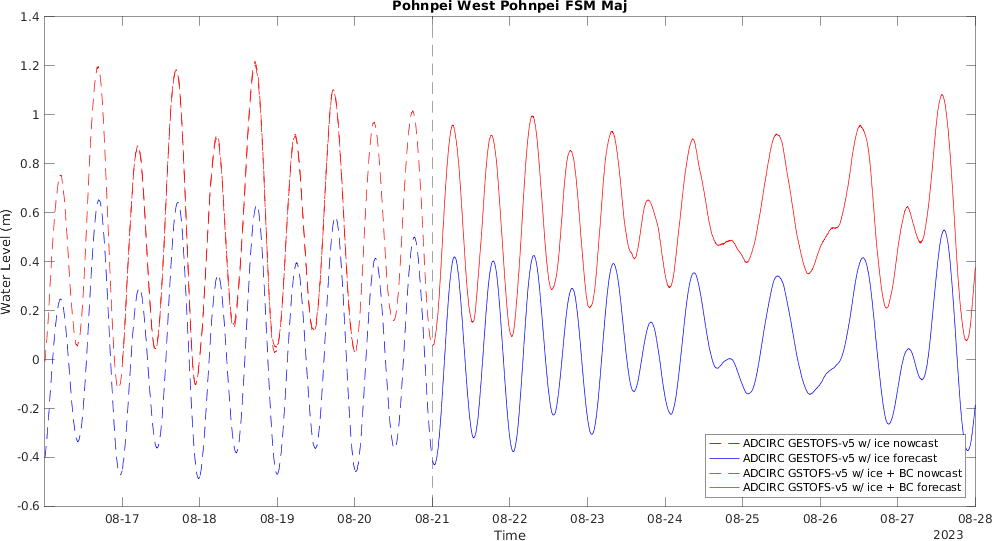 Pohnpei West Pohnpei FSM Maj
1.4
1.2
1
0.8
0.6
0.4
0.2
0
-0.2
-0.4
-0.6
Water Level (m)
ADCIRC GESTOFS-v5 w/ ice nowcast
ADCIRC GESTOFS-v5 w/ ice forecast
ADCIRC GSTOFS-v5 w/ ice + BC nowcast
ADCIRC GSTOFS-v5 w/ ice + BC forecast
08-17 08-18 08-19 08-20 08-21 08-22 08-23 08-24 08-25 08-26 08-27 08-28
Time
2023